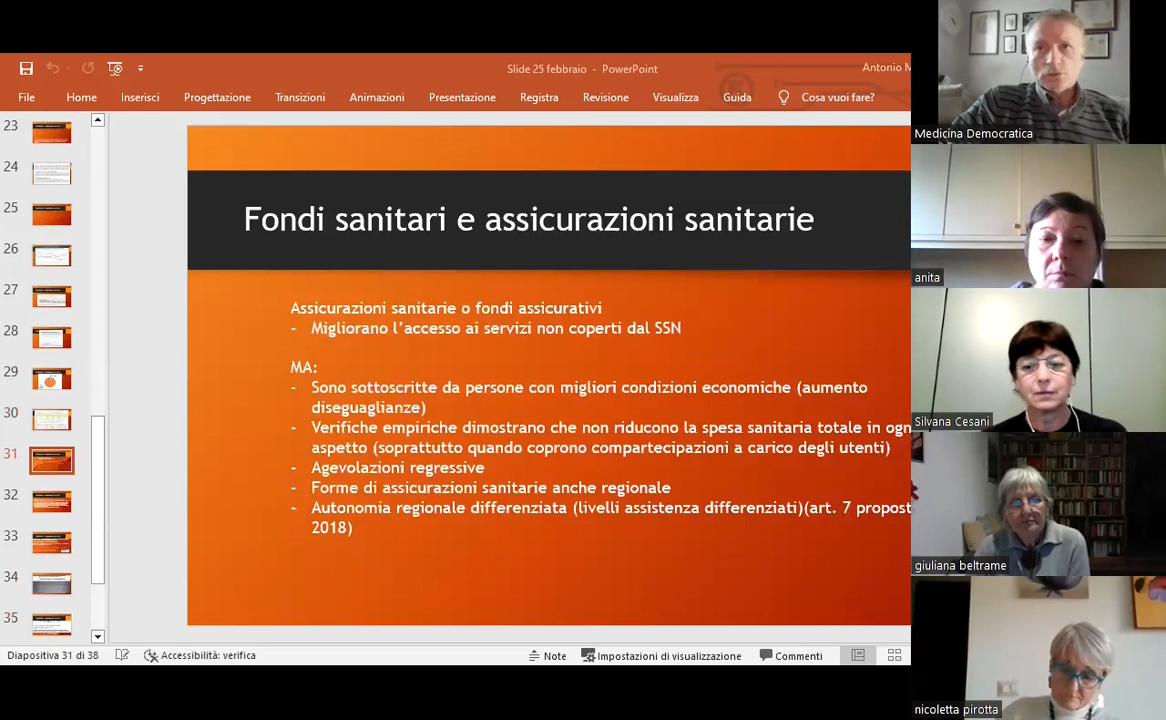 Slide 25 febbraio - PowerPoint
Antonio M
File Home Inserisci Progettazione Transizioni Animazioni Presentazione Registra Revisione Visualizza Guida Cosa vuoi fare?
23
24
25
26
27
28
29
30
31
32
33
34
35
Fondi sanitari e assicurazioni sanitarie
Assicurazioni sanitarie o fondi assicurativi
- Migliorano l'accesso ai servizi non coperti dal SSN
MA:
- Sono sottoscritte da persone con migliori condizioni economiche (aumento
diseguaglianze)
- Verifiche empiriche dimostrano che non riducono la spesa sanitaria totale in ogn
aspetto (soprattutto quando coprono compartecipazioni a carico degli utenti)
- Agevolazioni regressive
- Forme di assicurazioni sanitarie anche regionale
- Autonomia regionale differenziata (livelli assistenza differenziati)(art. 7 propost
2018)
Diapositiva 31 di 38 Accessibilità: verifica Note Impostazioni di visualizzazione Commenti
Medicina Democratica
anita
Silvana Cesani
giuliana beltrame
nicoletta pirotta